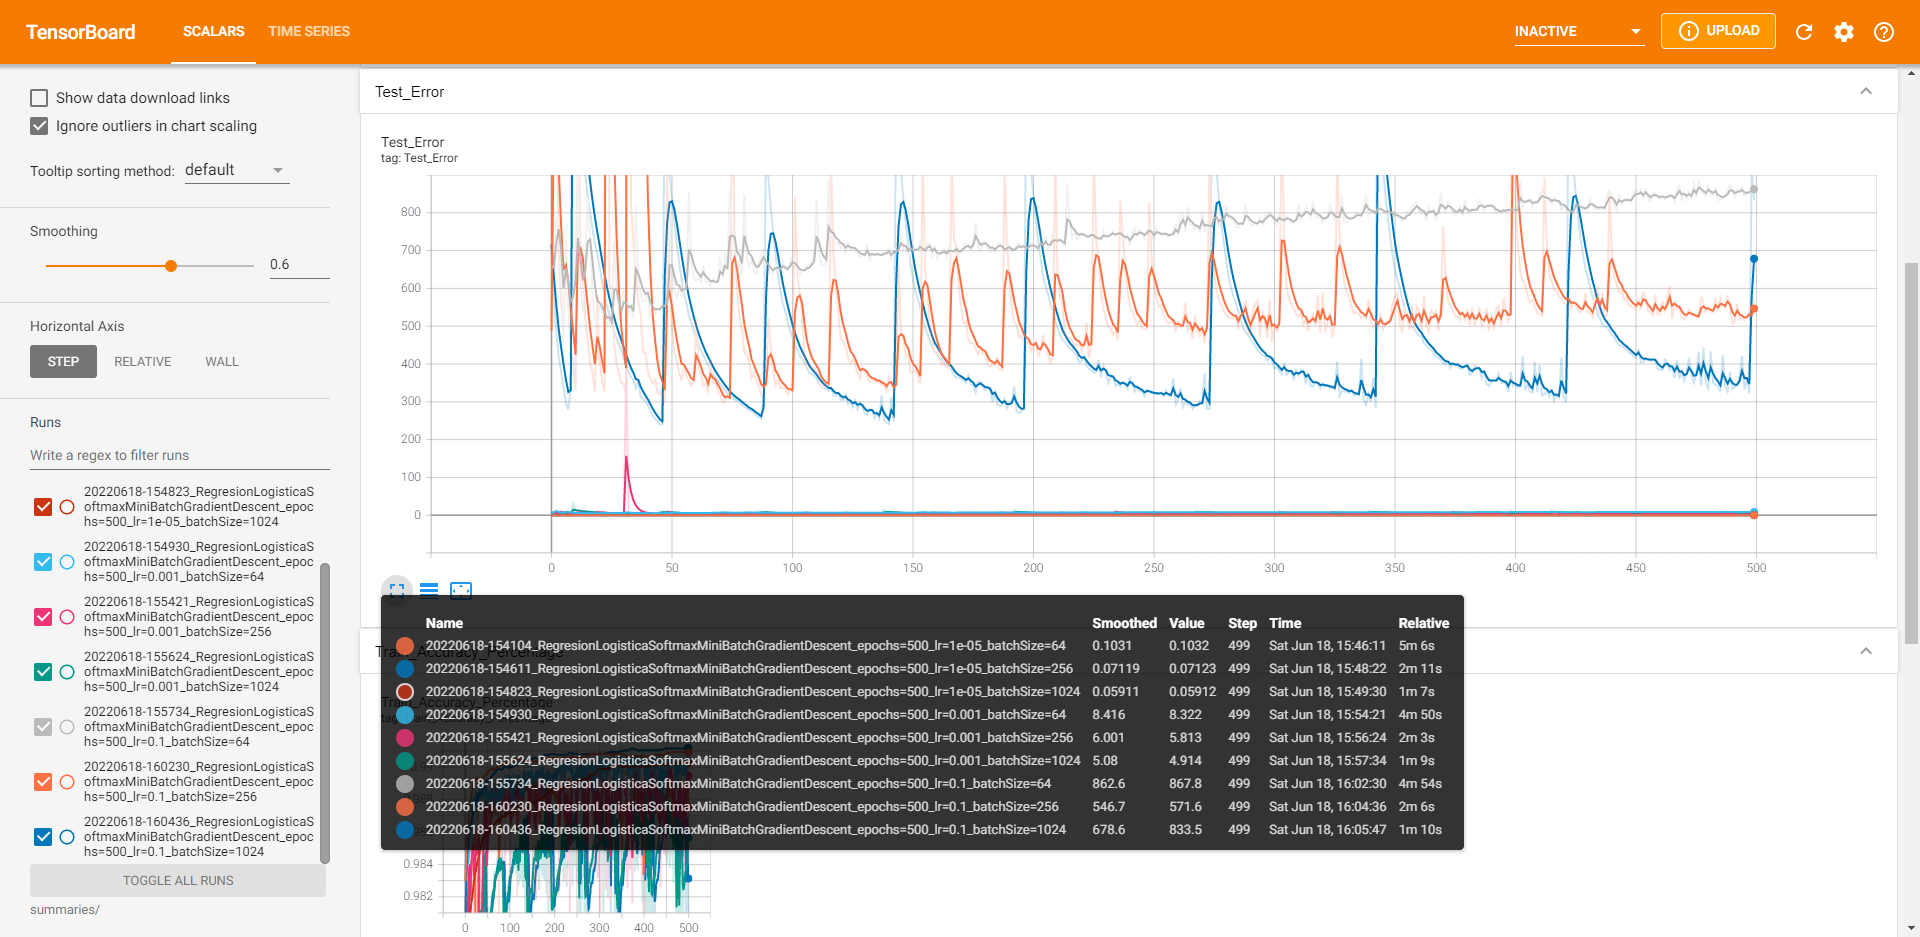 TensorBoard
SCALARS
TIME SERIES
INACTIVE
UPLOAD
Show data download links
Ignore outliers in chart scaling
Tooltip sorting method: default
Smoothing
0.6
Horizontal Axis
STEP
RELATIVE
WALL
Runs
Write a regex to filter runs
20220618-154823_RegresionLogisticaS
oftmaxMiniBatchGradientDescent_epoc
hs=500_lr=1e-05_batchSize=1024
20220618-154930_RegresionLogisticaS
oftmaxMiniBatchGradientDescent_epoc
hs=500_lr=0.001_batchSize=64
20220618-155421_RegresionLogisticaS
oftmaxMiniBatchGradientDescent_epoc
hs=500_lr=0.001_batchSize=256
20220618-155624_RegresionLogisticaS
oftmaxMiniBatchGradientDescent_epoc
hs=500_lr=0.001_batchSize=1024
20220618-155734_RegresionLogisticaS
oftmaxMiniBatchGradientDescent_epoc
hs=500_lr=0.1_batchSize=64
20220618-160230_RegresionLogisticaS
oftmaxMiniBatchGradientDescent_epoc
hs=500_lr=0.1_batchSize=256
20220618-160436_RegresionLogisticaS
oftmaxMiniBatchGradientDescent_epoc
hs=500_lr=0.1_batchSize=1024
TOGGLE ALL RUNS
summaries/
Test_Error
Test_Error
tag: Test_Error
800
700
600
500
400
300
200
100
0
0 50 100 150 200 250 300 350 400 450 500
Train_Accuracy_Percentage
Train_Accuracy_Percentage
Name Smoothed Value Step Time Relative
20220618-154104_RegresionLogisticaSoftmaxMiniBatchGradientDescent_epochs=500_lr=1e-05_batchSize=64 0.1031 0.1032 499 Sat Jun 18, 15:46:11 5m 6s
20220618-154611_RegresionLogisticaSoftmaxMiniBatchGradientDescent_epochs=500_lr=1e-05_batchSize=256 0.07119 0.07123 499 Sat Jun 18, 15:48:22 2m 11s
20220618-154823_RegresionLogisticaSoftmaxMiniBatchGradientDescent_epochs=500_lr=1e-05_batchSize=1024 0.05911 0.05912 499 Sat Jun 18, 15:49:30 1m 7s
20220618-154930_RegresionLogisticaSoftmaxMiniBatchGradientDescent_epochs=500_lr=0.001_batchSize=64 8.416 8.322 499 Sat Jun 18, 15:54:21 4m 50s
20220618-155421_RegresionLogisticaSoftmaxMiniBatchGradientDescent_epochs=500_lr=0.001_batchSize=256 6.001 5.813 499 Sat Jun 18, 15:56:24 2m 3s
20220618-155624_RegresionLogisticaSoftmaxMiniBatchGradientDescent_epochs=500_lr=0.001_batchSize=1024 5.08 4.914 499 Sat Jun 18, 15:57:34 1m 9s
20220618-155734_RegresionLogisticaSoftmaxMiniBatchGradientDescent_epochs=500_lr=0.1_batchSize=64 862.6 867.8 499 Sat Jun 18, 16:02:30 4m 54s
20220618-160230_RegresionLogisticaSoftmaxMiniBatchGradientDescent_epochs=500_lr=0.1_batchSize=256 546.7 571.6 499 Sat Jun 18, 16:04:36 2m 6s
20220618-160436_RegresionLogisticaSoftmaxMiniBatchGradientDescent_epochs=500_lr=0.1_batchSize=1024 678.6 833.5 499 Sat Jun 18, 16:05:47 1m 10s
0.984
0.982
0 100 200 300 400 500